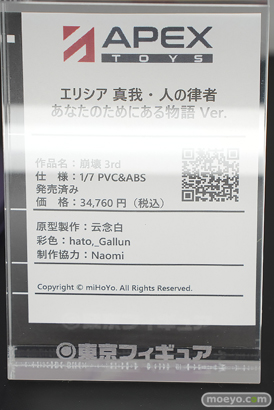 APEX
TOYS
エリシア 真我・人の律者
あなたのためにある物語 Ver.
作品名：崩壊 3rd
仕　様：1/7 PVC&ABS
発売済み
価　格：34,760 円（税込）
原型製作：云念白
彩色：hato,_Gallun
制作協力：Naomi
Copyright © miHoYo. All Rights Reserved.
東京フィギュア
moeyo.com